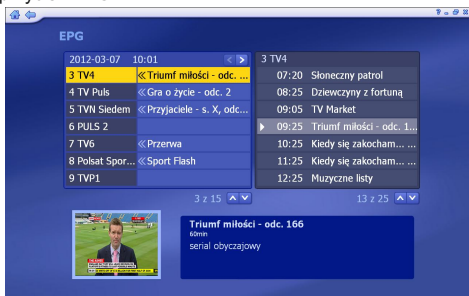 EPG
2012-03-07 10:01
3 TV4 «Triumf miłości - odc. ...
4 TV Puls «Gra o życie - odc. 2
5 TVN Siedem «Przyjaciele - s. X, odc...
6 PULS 2
7 TV6 «Przerwa
8 Polsat Spor... «Sport Flash
9 TVP1
3 z 15
3 TV4
07:20 Słoneczny patrol
08:25 Dziewczyny z fortuną
09:05 TV Market
09:25 Triumf miłości - odc. 1...
10:25 Kiedy się zakocham... ...
11:25 Kiedy się zakocham... ...
12:25 Muzyczne listy
13 z 25
Triumf miłości - odc. 166
60min
serial obyczajowy